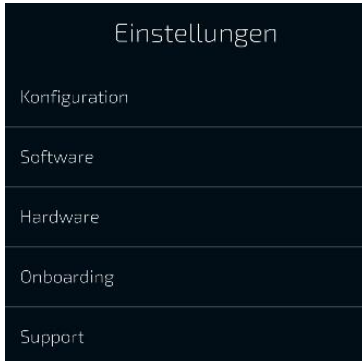 Einstellungen
Konfiguration
Software
Hardware
Onboarding
Support